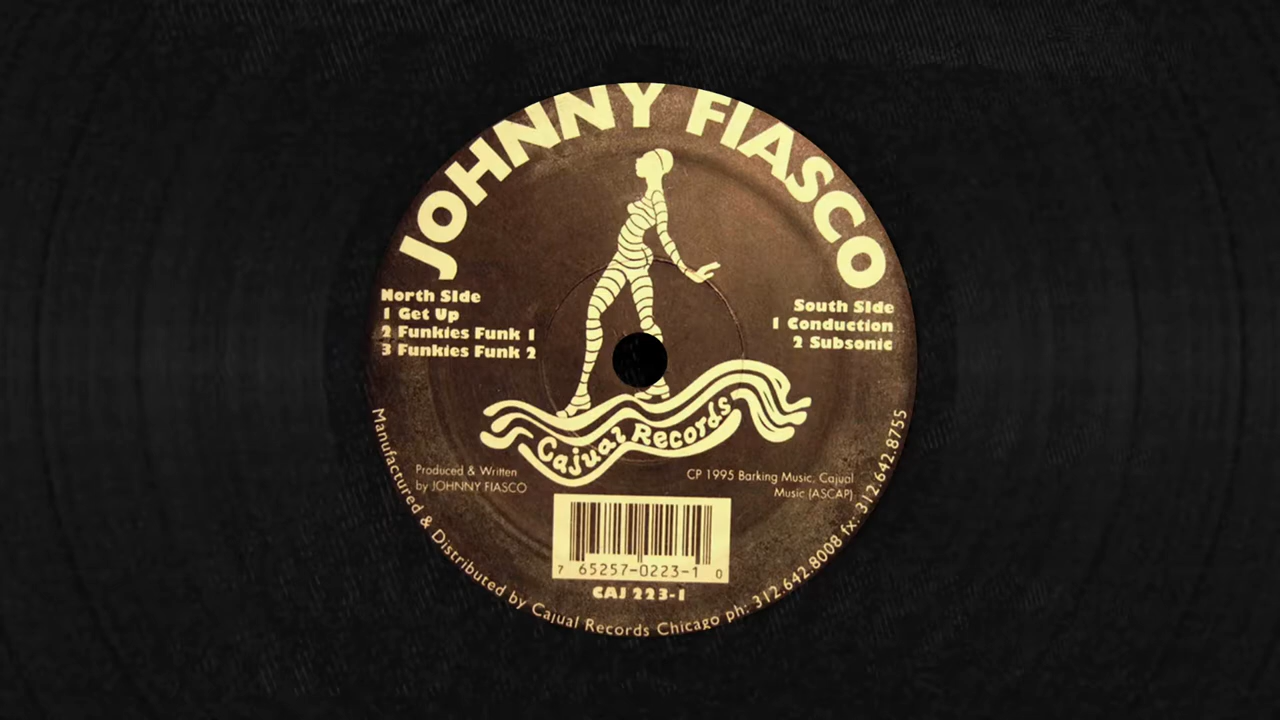 JOHNNY FIASCO
North Side
1 Get Up
2 Funkies Funk 1
3 Funkies Funk 2
South Side
1 Conduction
2 Subsonic
Cajual Records
Produced & Written
by JOHNNY FIASCO
CP 1995 Barking Music, Cajual
Music (ASCAP)
7 65257-0223-1 0
CAJ 223-1
Manufactured & Distributed by Cajual Records Chicago ph: 312.642.8008 fx: 312.642.8755